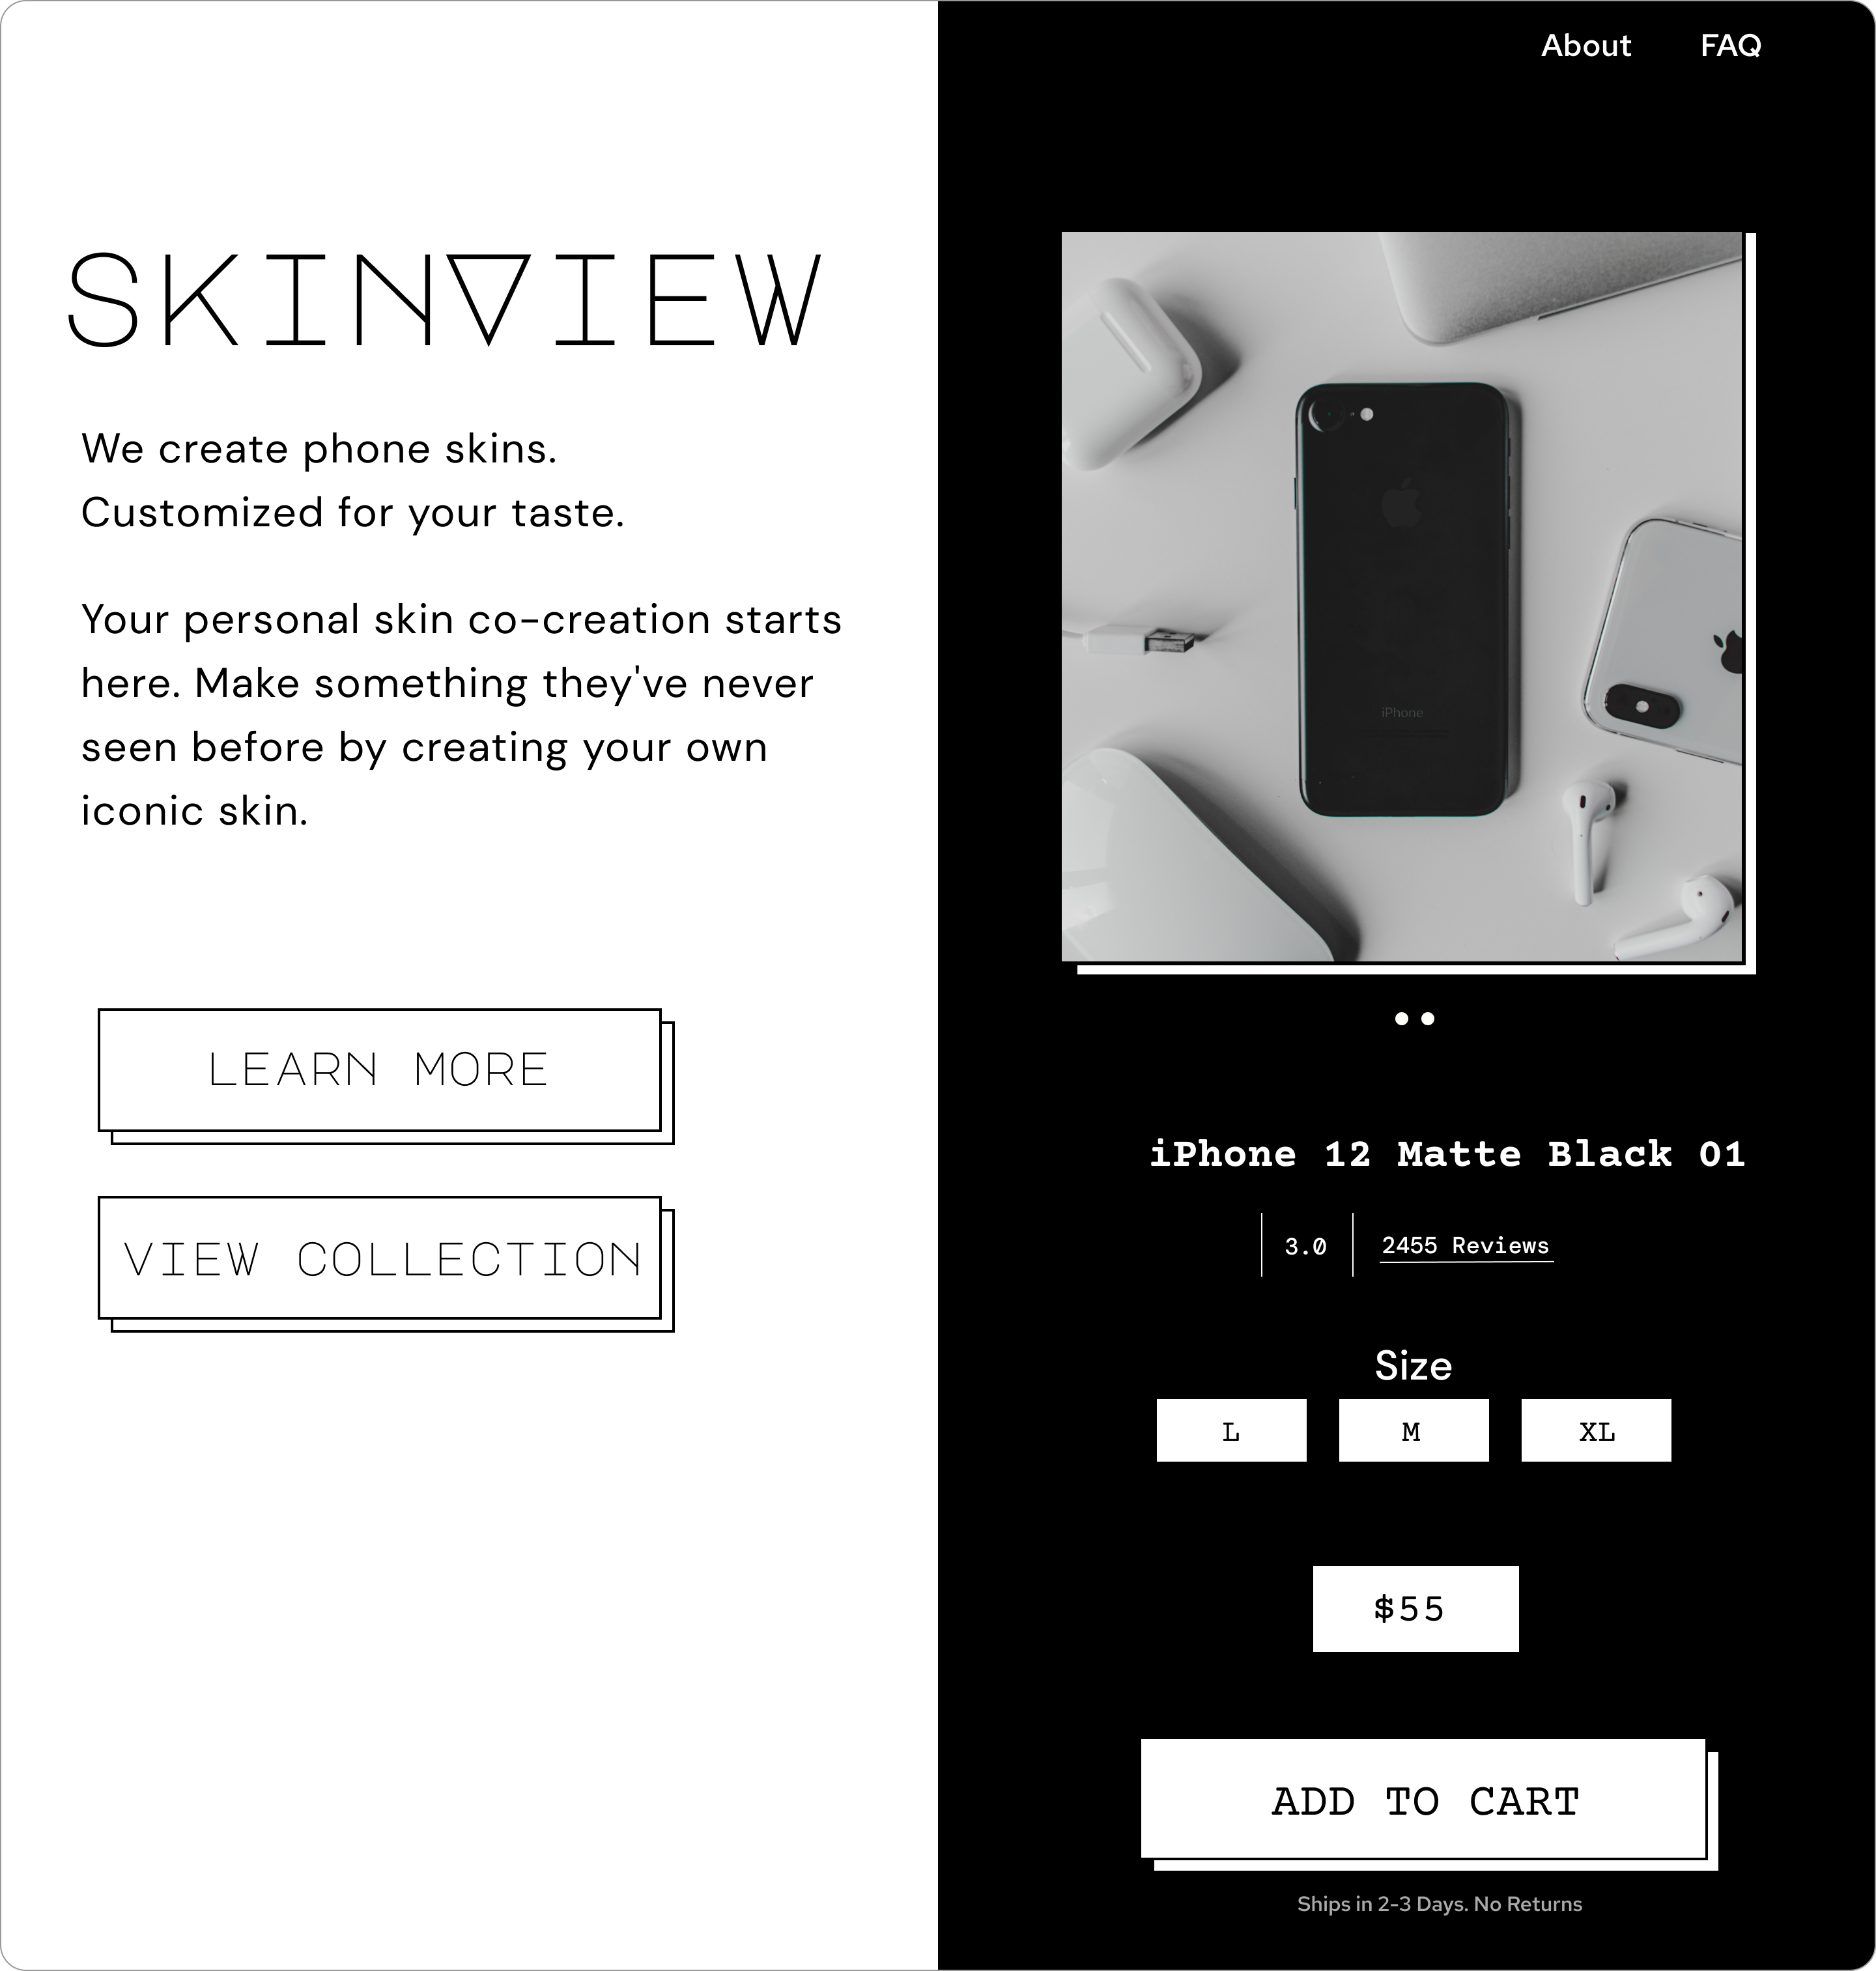 About FAQ
SKINVIEW
We create phone skins.
Customized for your taste.
Your personal skin co-creation starts
here. Make something they've never
seen before by creating your own
iconic skin.
LEARN MORE
VIEW COLLECTION
iPhone
iPhone 12 Matte Black 01
3.0 2455 Reviews
Size
L M XL
$55
ADD TO CART
Ships in 2-3 Days. No Returns